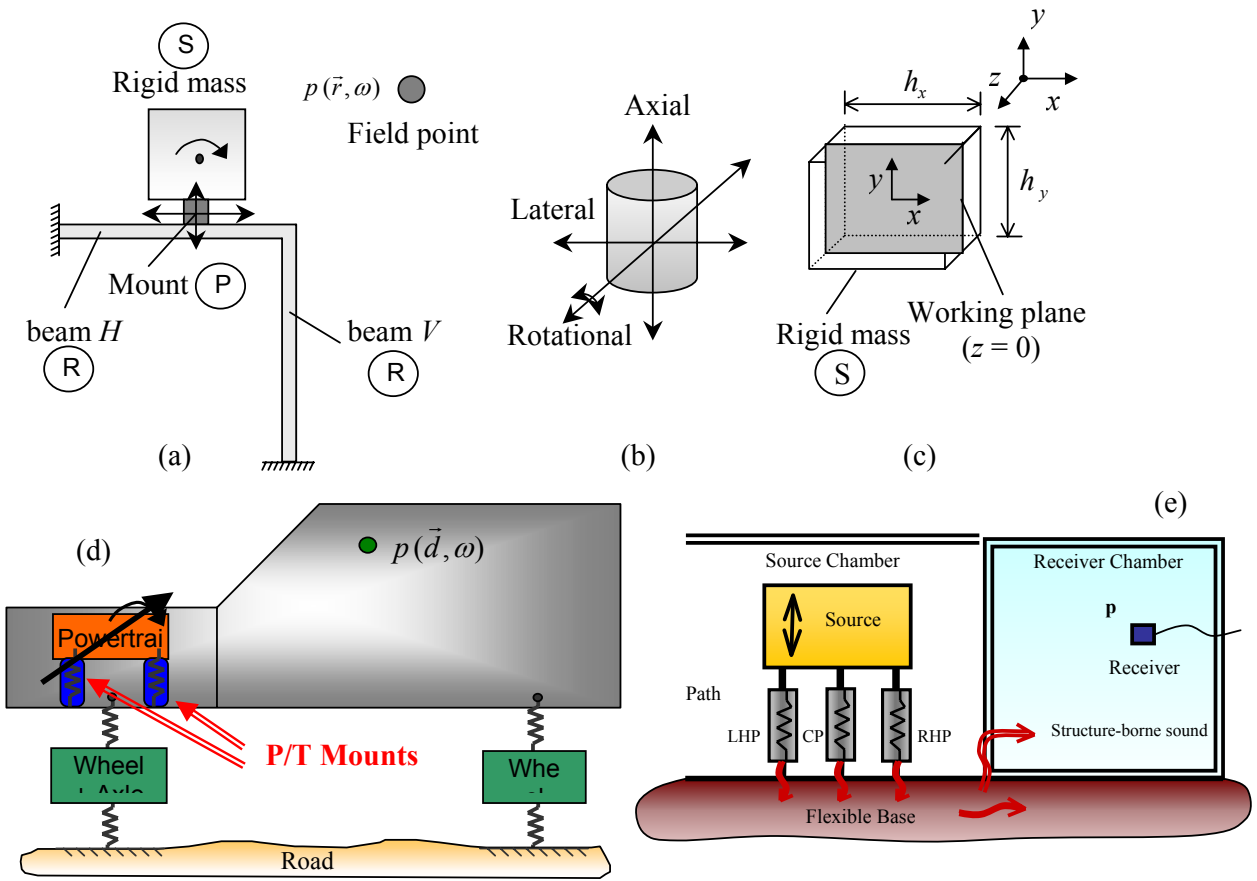 S
Rigid mass
p(r⃗,ω)
Field point
Mount P
beam H
R
beam V
R
(a)
Axial
Lateral
Rotational
(b)
y
z
x
h_x
h_y
y
x
Rigid mass
S
Working plane
(z = 0)
(c)
(d)
p(d⃗,ω)
Powertrai
P/T Mounts
Wheel
Whe
Road
(e)
Source Chamber
Receiver Chamber
Source
p
Receiver
Path
LHP
CP
RHP
Structure-borne sound
Flexible Base